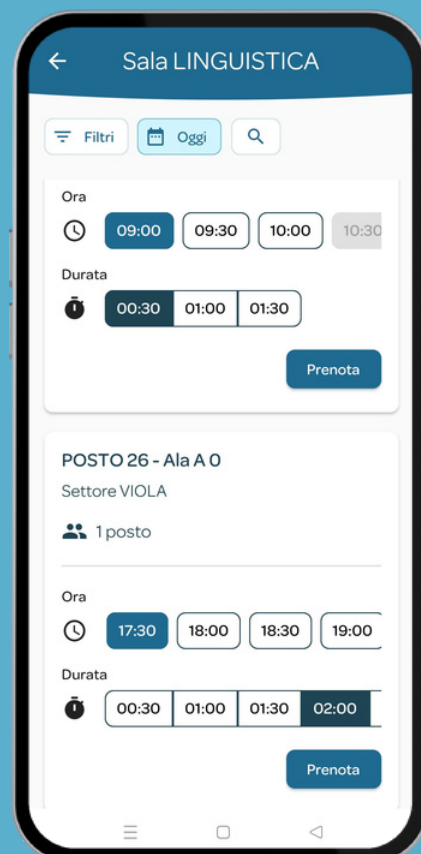 Sala LINGUISTICA
Filtri Oggi
Ora
09:00 09:30 10:00 10:30
Durata
00:30 01:00 01:30
Prenota
POSTO 26 - Ala A 0
Settore VIOLA
1 posto
Ora
17:30 18:00 18:30 19:00
Durata
00:30 01:00 01:30 02:00
Prenota